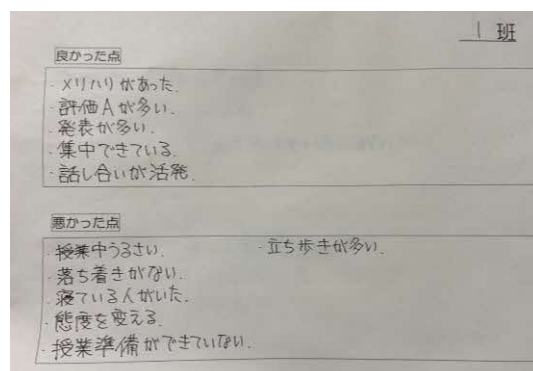 1 班
良かった点
・メリハリがあった.
・評価Aが多い.
・発表が多い.
・集中できている.
・話し合いが活発.
悪かった点
・授業中うるさい. ・立ち歩きが多い.
・落ち着きがない.
・寝ている人がいた.
・態度を変える.
・授業準備ができていない.